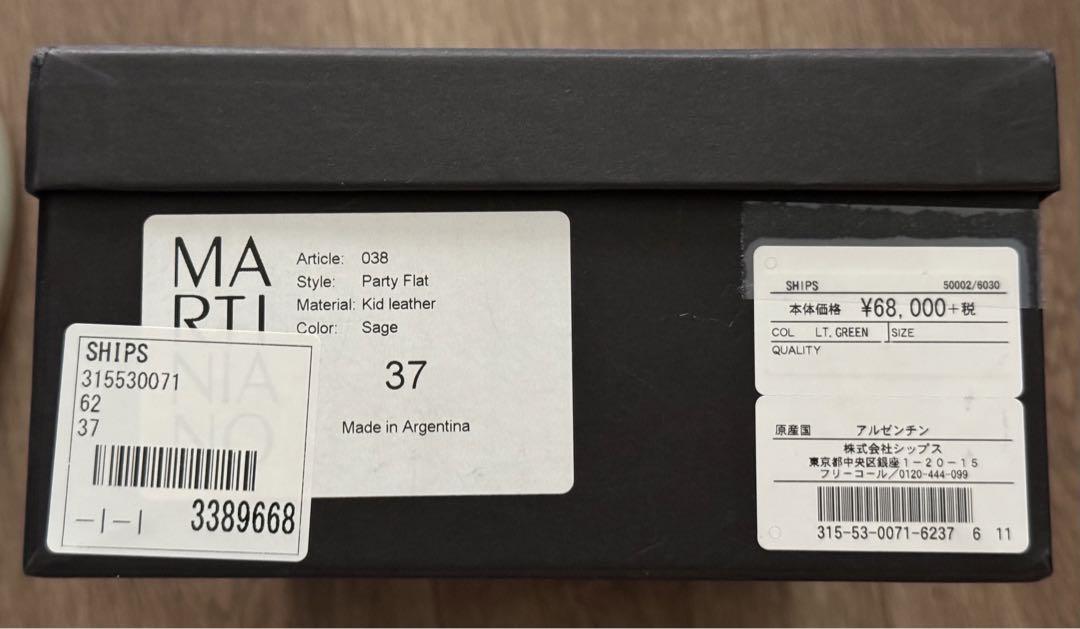 MA
RTI
NIA
NO
Article: 038
Style: Party Flat
Material: Kid leather
Color: Sage
37
Made in Argentina
SHIPS
315530071
62
37
3389668
SHIPS 50002/6030
本体価格 ¥68,000+税
COL LT. GREEN SIZE
QUALITY
原産国 アルゼンチン
株式会社シップス
東京都中央区銀座1-20-15
フリーコール/0120-444-099
315-53-0071-6237 6 11